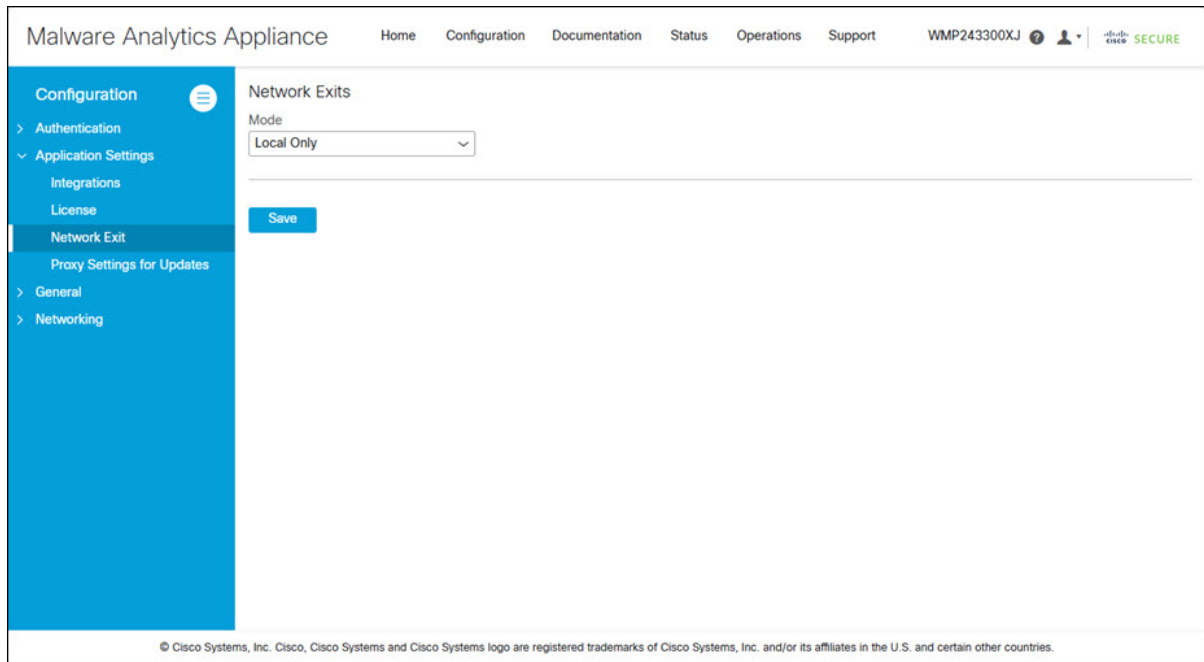 Malware Analytics Appliance Home Configuration Documentation Status Operations Support WMP243300XJ ? CISCO SECURE
Configuration
Authentication
Application Settings
Integrations
License
Network Exit
Proxy Settings for Updates
General
Networking
Network Exits
Mode
Local Only
Save
© Cisco Systems, Inc. Cisco, Cisco Systems and Cisco Systems logo are registered trademarks of Cisco Systems, Inc. and/or its affiliates in the U.S. and certain other countries.